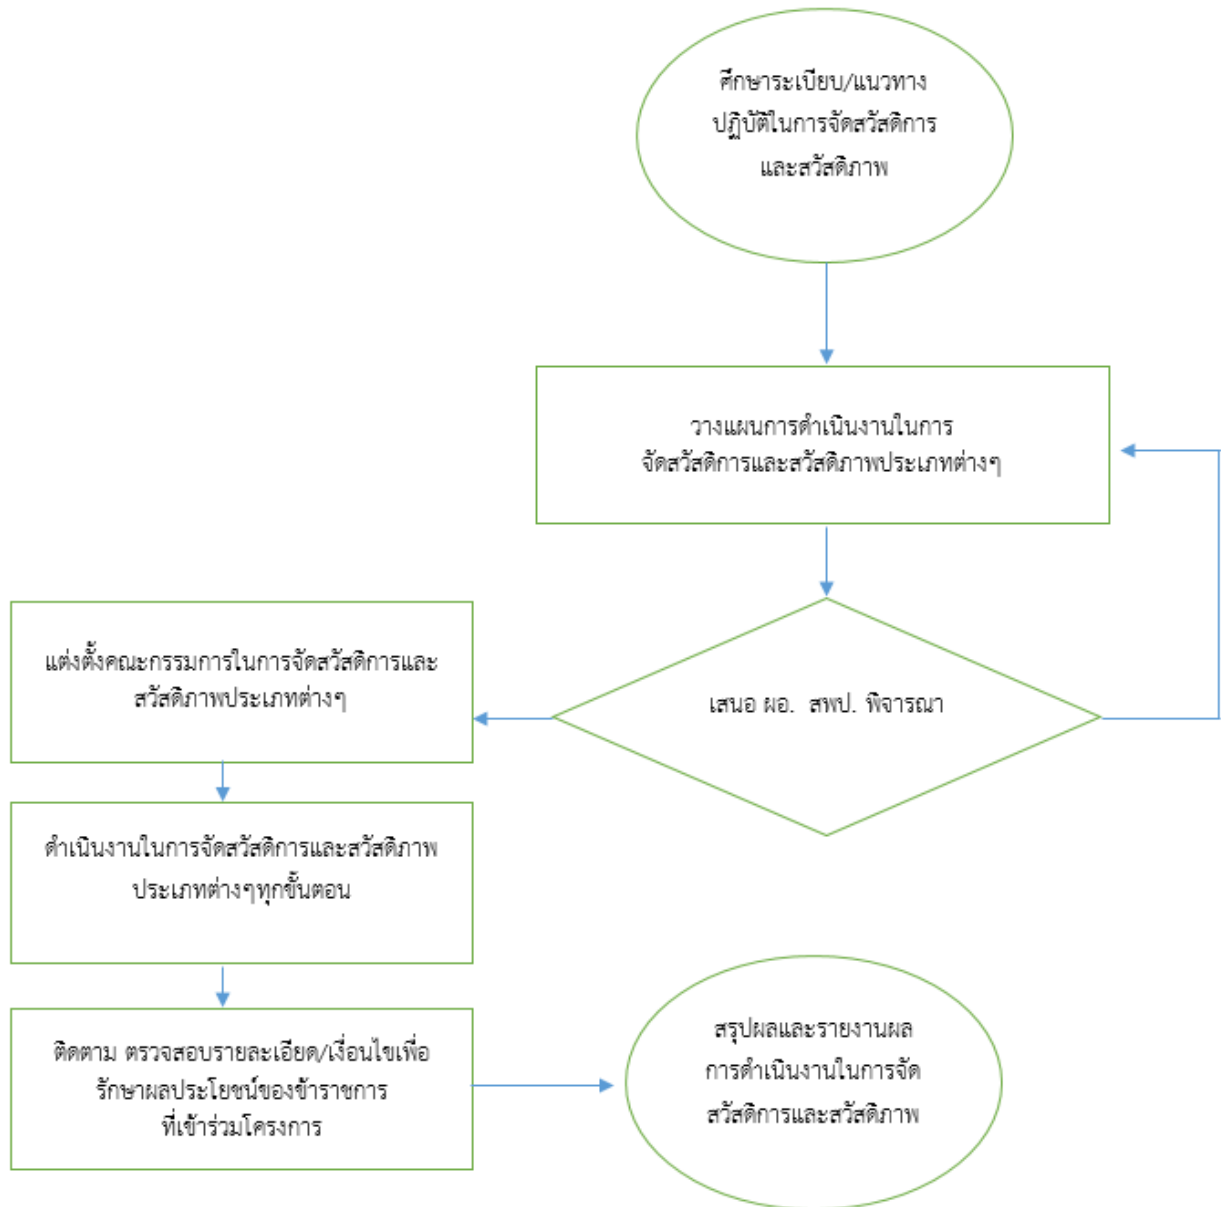 ศึกษาระเบียบ/แนวทาง
ปฏิบัติในการจัดสวัสดิการ
และสวัสดิภาพ
วางแผนการดำเนินงานในการ
จัดสวัสดิการและสวัสดิภาพประเภทต่างๆ
เสนอ ผอ. สพป. พิจารณา
แต่งตั้งคณะกรรมการในการจัดสวัสดิการและ
สวัสดิภาพประเภทต่างๆ
ดำเนินงานในการจัดสวัสดิการและสวัสดิภาพ
ประเภทต่างๆทุกขั้นตอน
ติดตาม ตรวจสอบรายละเอียด/เงื่อนไขเพื่อ
รักษาผลประโยชน์ของข้าราชการ
ที่เข้าร่วมโครงการ
สรุปผลและรายงานผล
การดำเนินงานในการจัด
สวัสดิการและสวัสดิภาพ